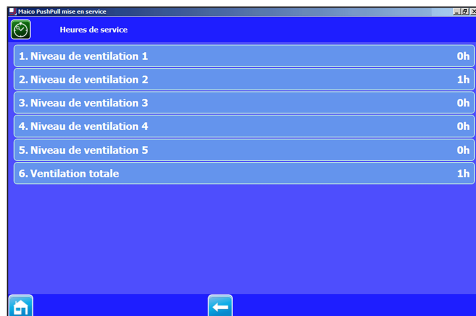 Maico PushPull mise en service
Heures de service
1. Niveau de ventilation 1 0h
2. Niveau de ventilation 2 1h
3. Niveau de ventilation 3 0h
4. Niveau de ventilation 4 0h
5. Niveau de ventilation 5 0h
6. Ventilation totale 1h